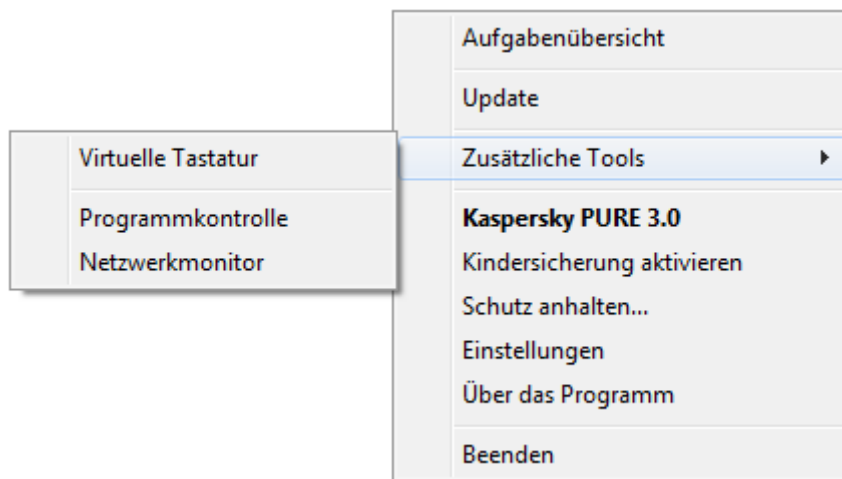 Aufgabenübersicht
Update
Zusätzliche Tools
Virtuelle Tastatur
Programmkontrolle
Netzwerkmonitor
Kaspersky PURE 3.0
Kindersicherung aktivieren
Schutz anhalten...
Einstellungen
Über das Programm
Beenden